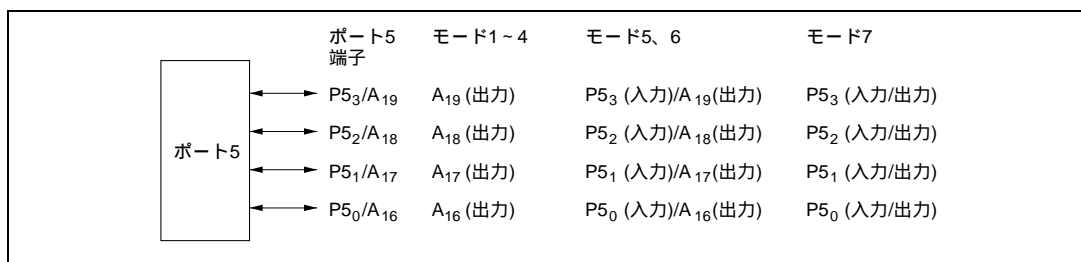 ポート5 モード1~4 モード5、6 モード7
端子
P5₃/A₁₉ A₁₉ (出力) P5₃ (入力)/A₁₉(出力) P5₃ (入力/出力)
P5₂/A₁₈ A₁₈ (出力) P5₂ (入力)/A₁₈(出力) P5₂ (入力/出力)
ポート5
P5₁/A₁₇ A₁₇ (出力) P5₁ (入力)/A₁₇(出力) P5₁ (入力/出力)
P5₀/A₁₆ A₁₆ (出力) P5₀ (入力)/A₁₆(出力) P5₀ (入力/出力)